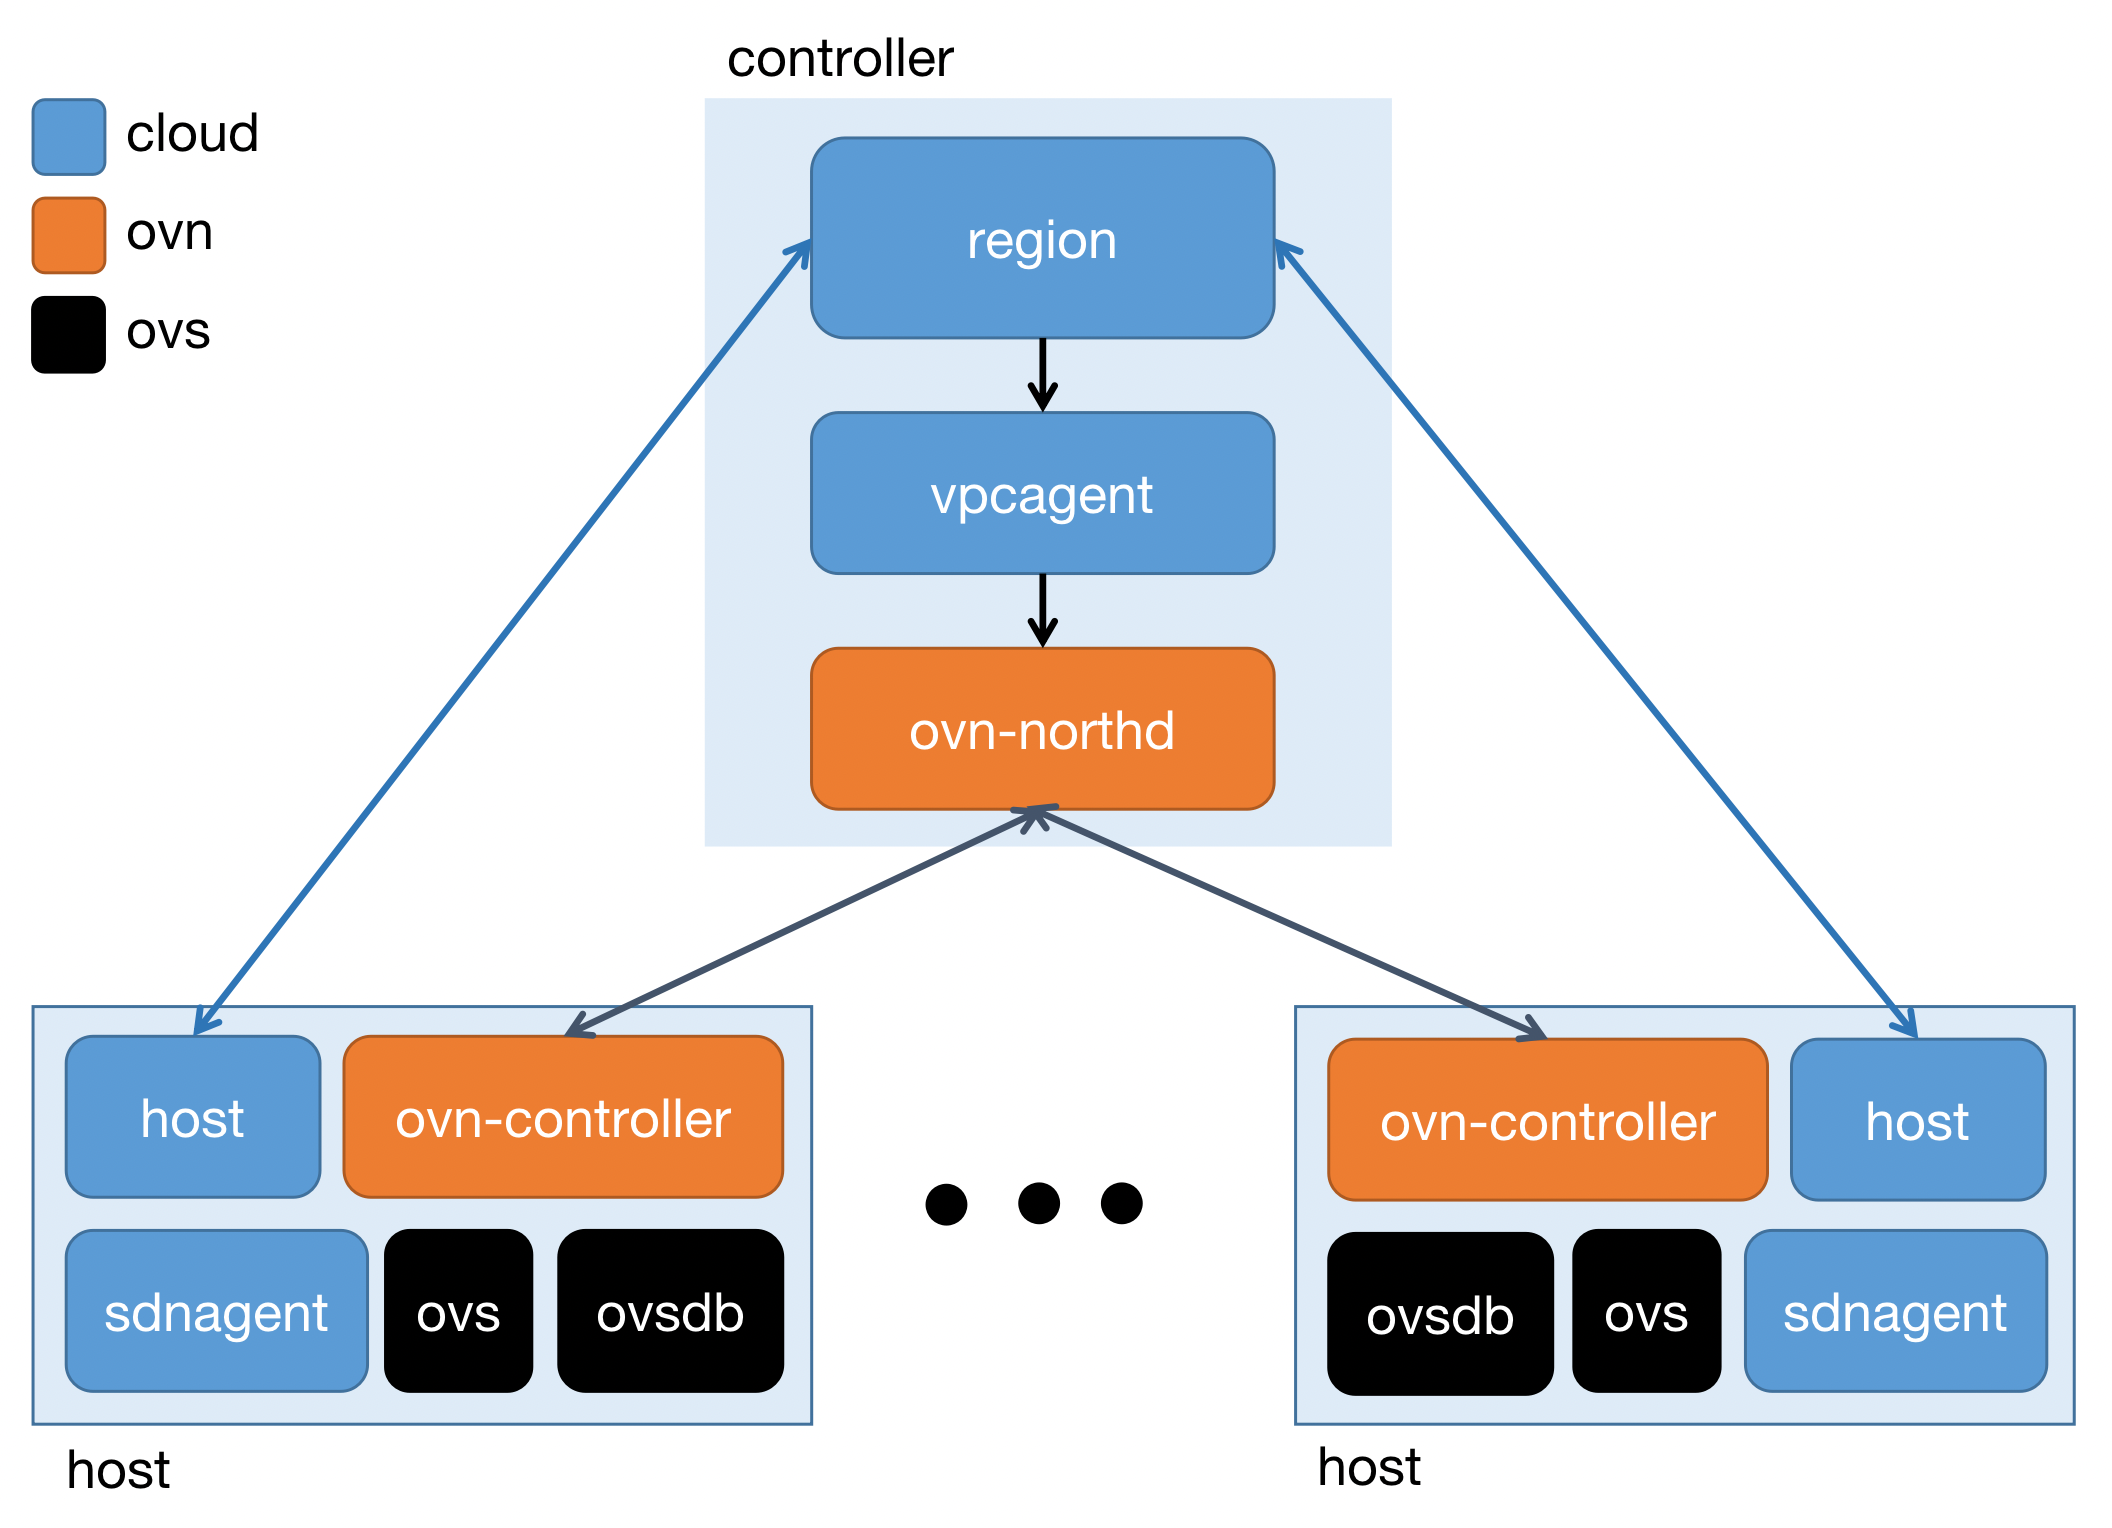 controller
cloud
ovn
ovs
region
vpcagent
ovn-northd
host
ovn-controller
sdnagent
ovs
ovsdb
host
ovn-controller
host
ovsdb
ovs
sdnagent
host